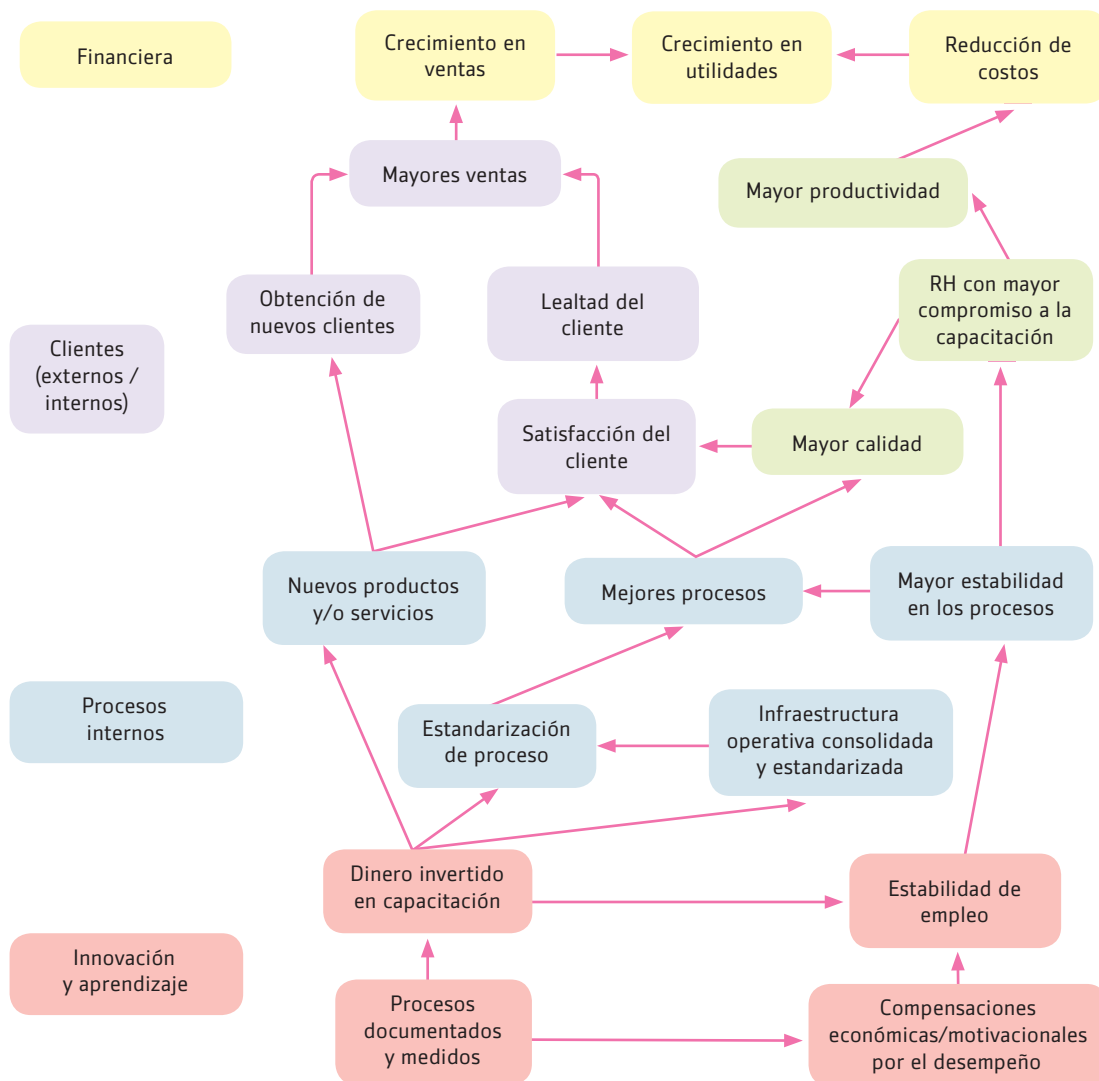 Financiera
Crecimiento en
ventas
Crecimiento en
utilidades
Reducción de
costos
Mayores ventas
Mayor productividad
Obtención de
nuevos clientes
Lealtad del
cliente
RH con mayor
compromiso a la
capacitación
Clientes
(externos /
internos)
Satisfacción del
cliente
Mayor calidad
Nuevos productos
y/o servicios
Mejores procesos
Mayor estabilidad
en los procesos
Procesos
internos
Estandarización
de proceso
Infraestructura
operativa consolidada
y estandarizada
Dinero invertido
en capacitación
Estabilidad de
empleo
Innovación
y aprendizaje
Procesos
documentados
y medidos
Compensaciones
económicas/motivacionales
por el desempeño